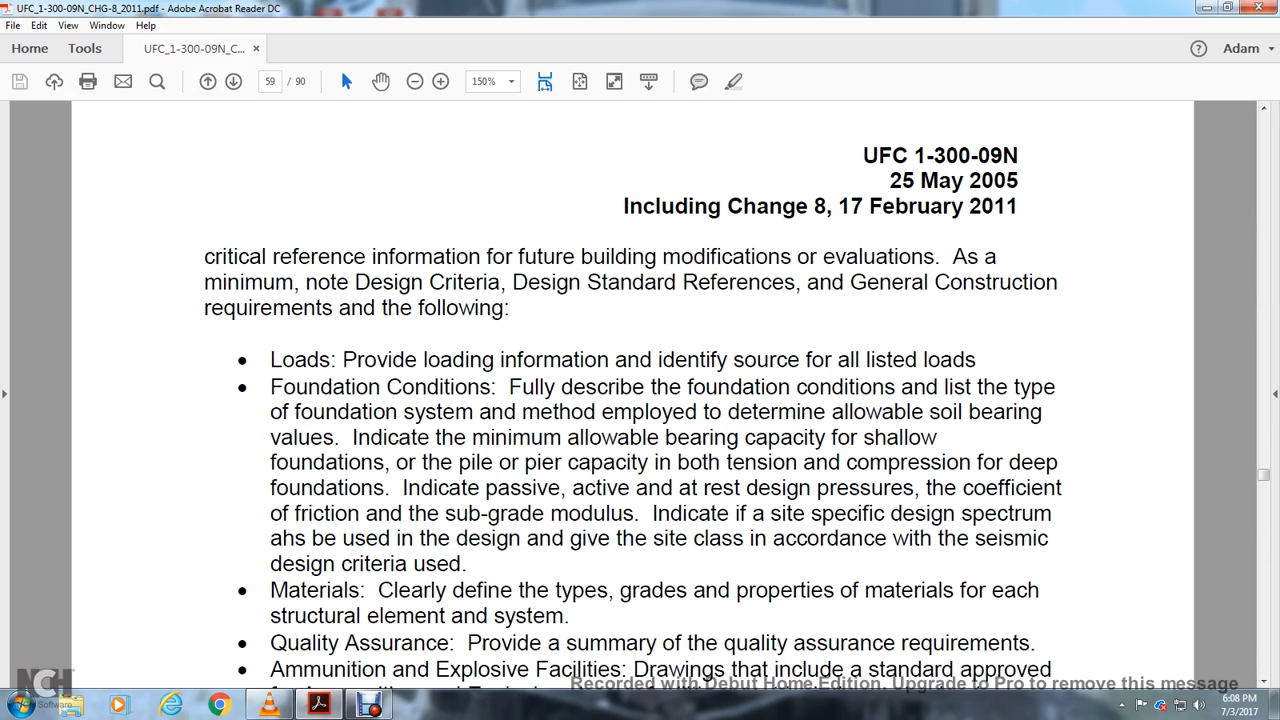 UFC_1-300-09N_CHG-8_2011.pdf - Adobe Acrobat Reader DC
File Edit View Window Help
Home Tools UFC_1-300-09N_C... × Adam
59 / 90 150%
UFC 1-300-09N
25 May 2005
Including Change 8, 17 February 2011
critical reference information for future building modifications or evaluations.  As a
minimum, note Design Criteria, Design Standard References, and General Construction
requirements and the following:
• Loads: Provide loading information and identify source for all listed loads
• Foundation Conditions:  Fully describe the foundation conditions and list the type
of foundation system and method employed to determine allowable soil bearing
values.  Indicate the minimum allowable bearing capacity for shallow
foundations, or the pile or pier capacity in both tension and compression for deep
foundations.  Indicate passive, active and at rest design pressures, the coefficient
of friction and the sub-grade modulus.  Indicate if a site specific design spectrum
ahs be used in the design and give the site class in accordance with the seismic
design criteria used.
• Materials:  Clearly define the types, grades and properties of materials for each
structural element and system.
• Quality Assurance:  Provide a summary of the quality assurance requirements.
• Ammunition and Explosive Facilities: Drawings that include a standard approved
Recorded with Debut Home Edition. Upgrade to Pro to remove this message
NCH
Software
6:08 PM
7/3/2017